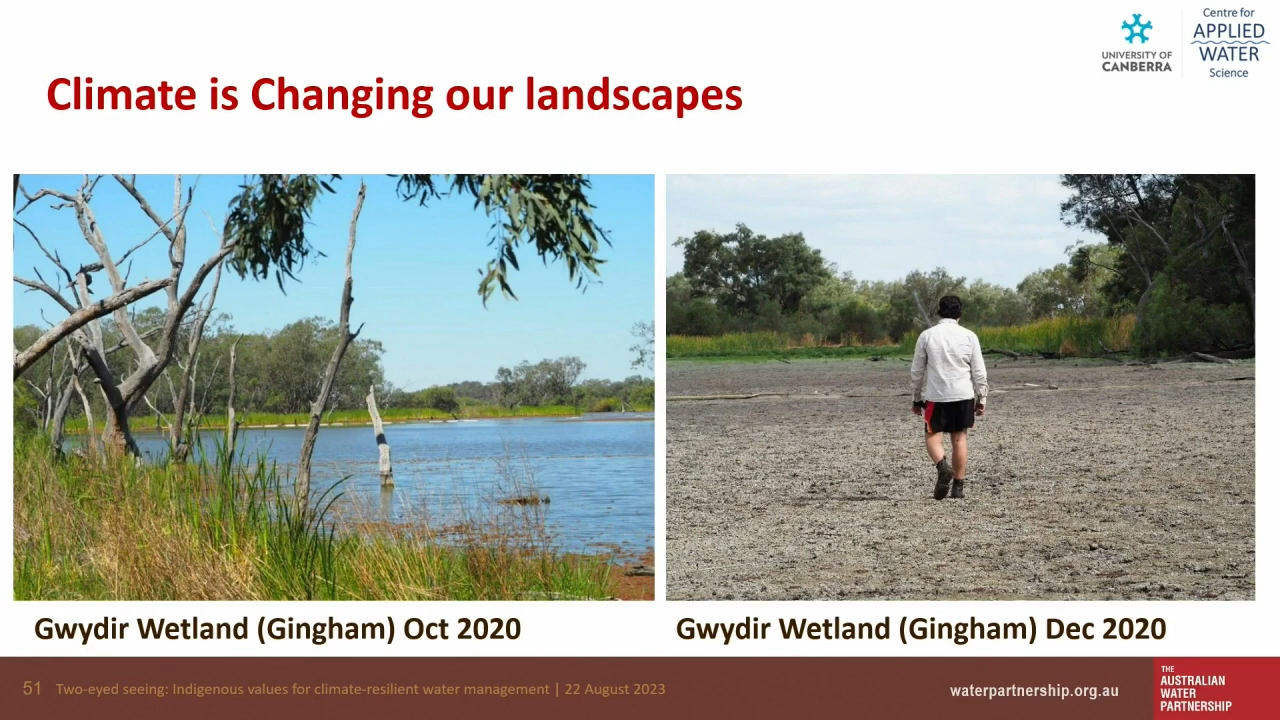 UNIVERSITY OF
CANBERRA
Centre for
APPLIED
WATER
Science
Climate is Changing our landscapes
Gwydir Wetland (Gingham) Oct 2020
Gwydir Wetland (Gingham) Dec 2020
51 Two-eyed seeing: Indigenous values for climate-resilient water management | 22 August 2023
waterpartnership.org.au
THE
AUSTRALIAN
WATER
PARTNERSHIP